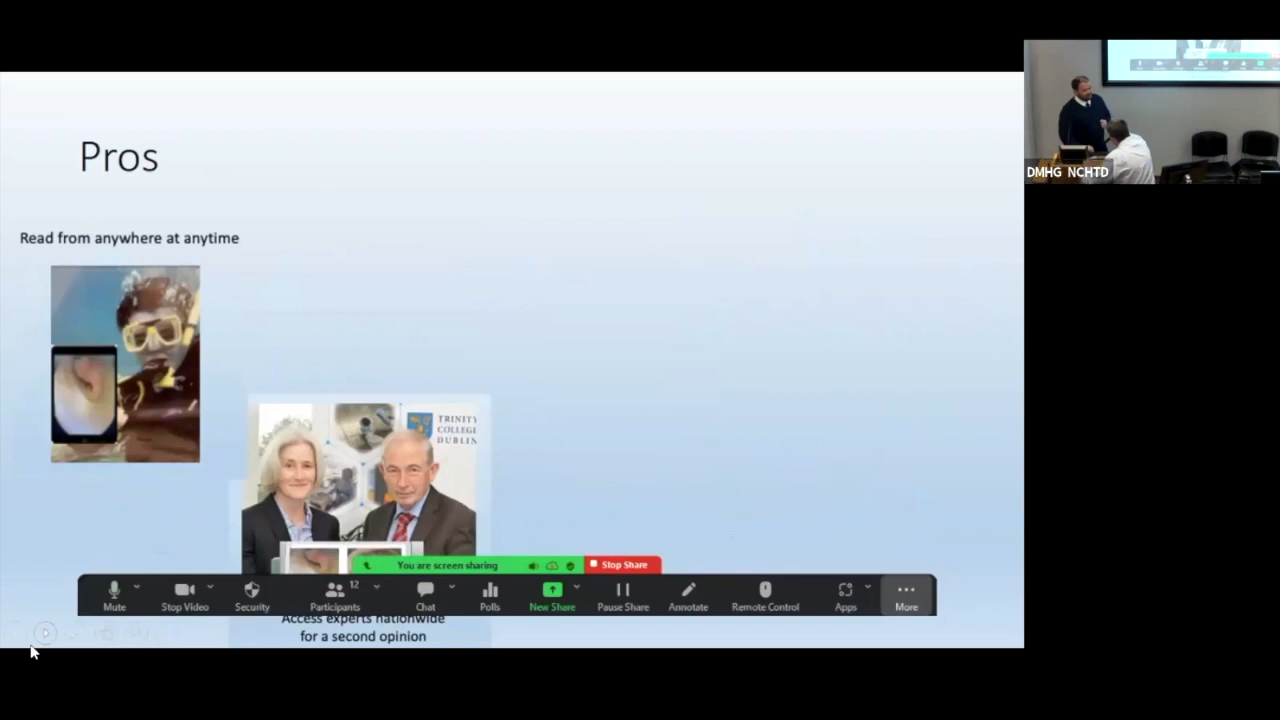 Pros
Read from anywhere at anytime
TRINITY
COLLEGE
DUBLIN
You are screen sharing
Stop Share
Mute
Stop Video
Security
Participants
12
Chat
Polls
New Share
Pause Share
Annotate
Remote Control
Apps
More
Access experts nationwide
for a second opinion
DMHG NCHTD